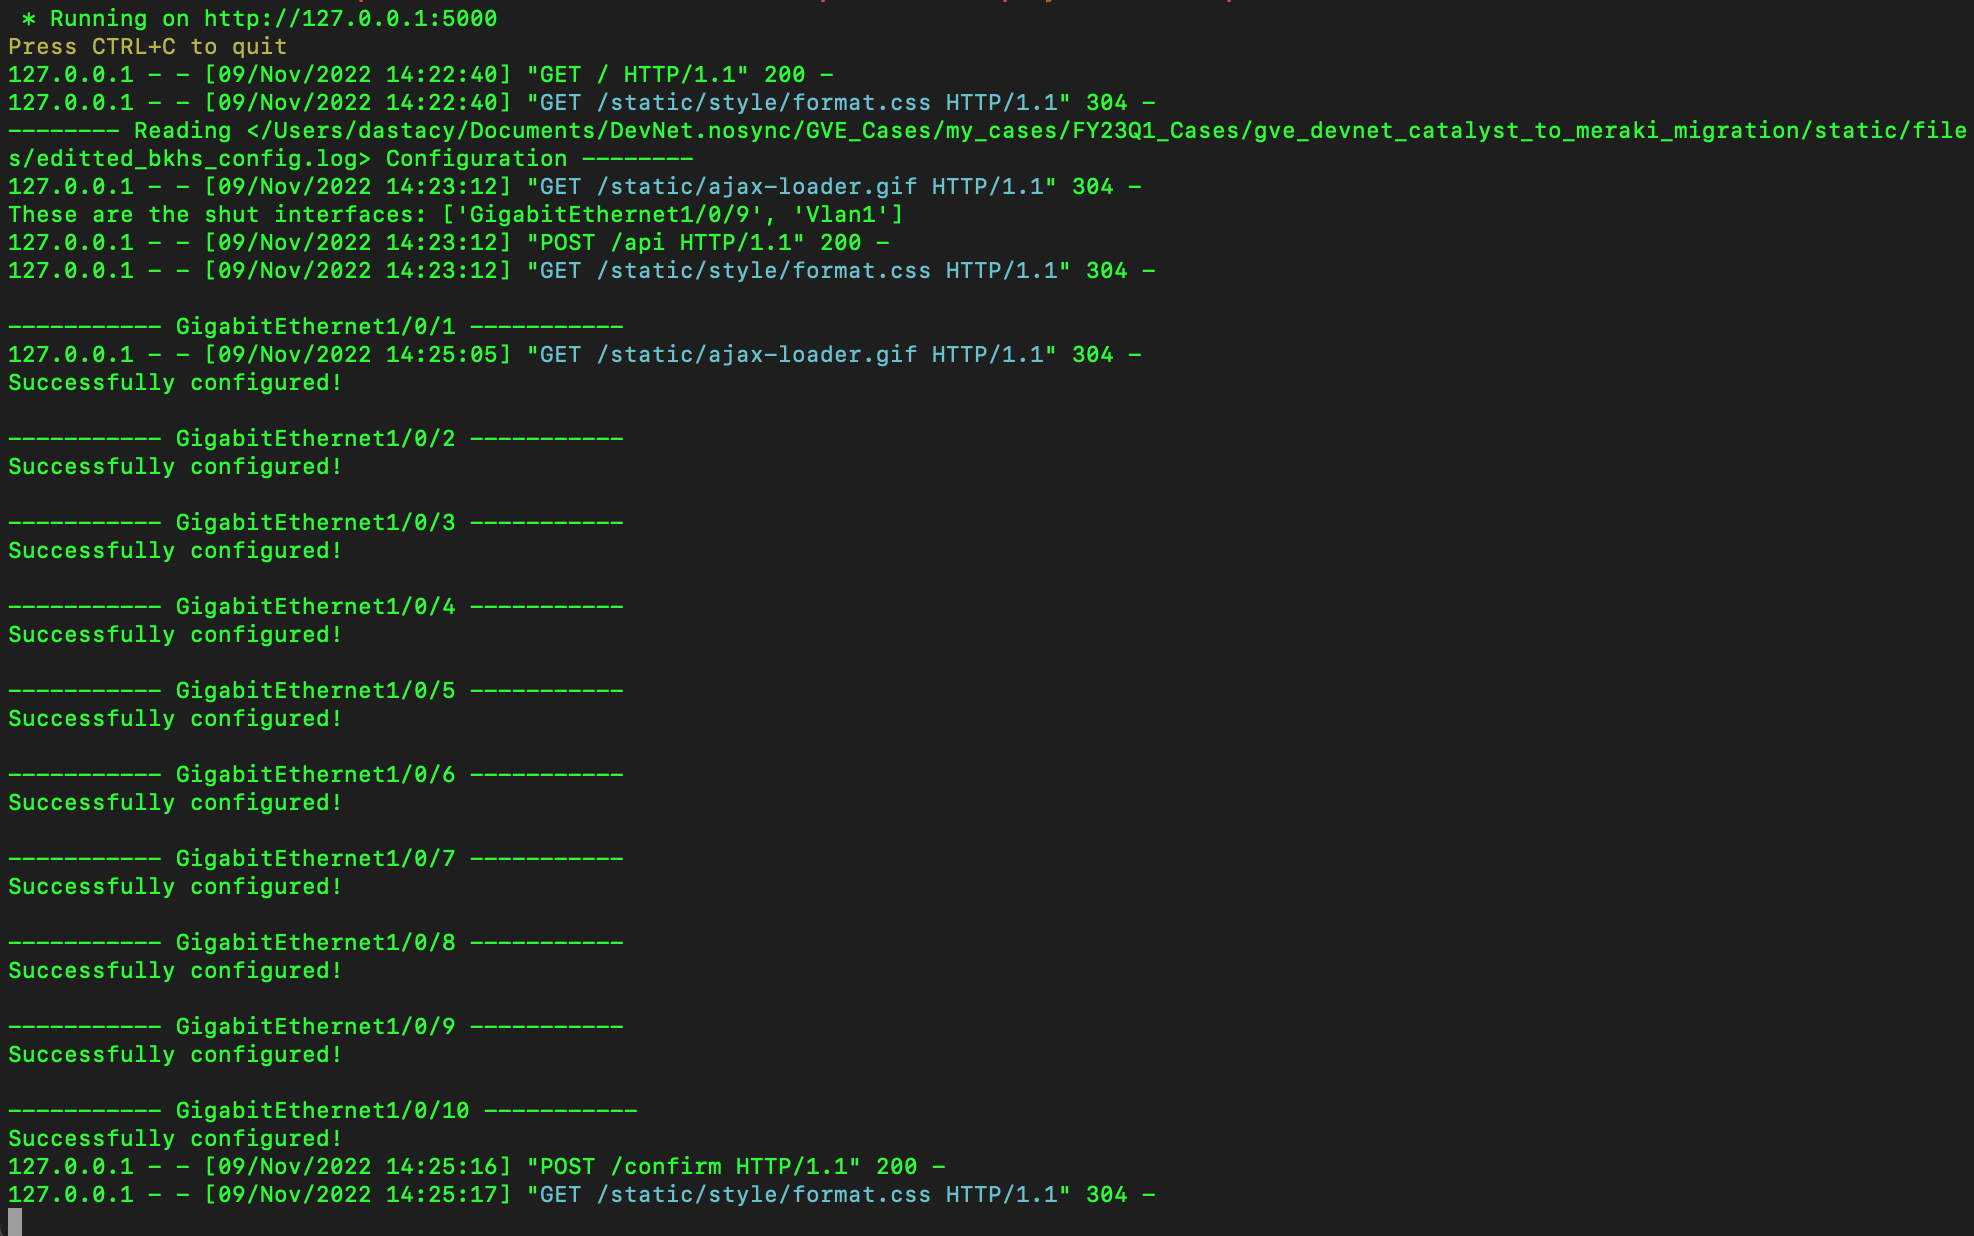 * Running on http://127.0.0.1:5000
Press CTRL+C to quit
127.0.0.1 - - [09/Nov/2022 14:22:40] "GET / HTTP/1.1" 200 -
127.0.0.1 - - [09/Nov/2022 14:22:40] "GET /static/style/format.css HTTP/1.1" 304 -
-------- Reading </Users/dastacy/Documents/DevNet.nosync/GVE_Cases/my_cases/FY23Q1_Cases/gve_devnet_catalyst_to_meraki_migration/static/file
s/editted_bkhs_config.log> Configuration --------
127.0.0.1 - - [09/Nov/2022 14:23:12] "GET /static/ajax-loader.gif HTTP/1.1" 304 -
These are the shut interfaces: ['GigabitEthernet1/0/9', 'Vlan1']
127.0.0.1 - - [09/Nov/2022 14:23:12] "POST /api HTTP/1.1" 200 -
127.0.0.1 - - [09/Nov/2022 14:23:12] "GET /static/style/format.css HTTP/1.1" 304 -
----------- GigabitEthernet1/0/1 -----------
127.0.0.1 - - [09/Nov/2022 14:25:05] "GET /static/ajax-loader.gif HTTP/1.1" 304 -
Successfully configured!
----------- GigabitEthernet1/0/2 -----------
Successfully configured!
----------- GigabitEthernet1/0/3 -----------
Successfully configured!
----------- GigabitEthernet1/0/4 -----------
Successfully configured!
----------- GigabitEthernet1/0/5 -----------
Successfully configured!
----------- GigabitEthernet1/0/6 -----------
Successfully configured!
----------- GigabitEthernet1/0/7 -----------
Successfully configured!
----------- GigabitEthernet1/0/8 -----------
Successfully configured!
----------- GigabitEthernet1/0/9 -----------
Successfully configured!
----------- GigabitEthernet1/0/10 -----------
Successfully configured!
127.0.0.1 - - [09/Nov/2022 14:25:16] "POST /confirm HTTP/1.1" 200 -
127.0.0.1 - - [09/Nov/2022 14:25:17] "GET /static/style/format.css HTTP/1.1" 304 -